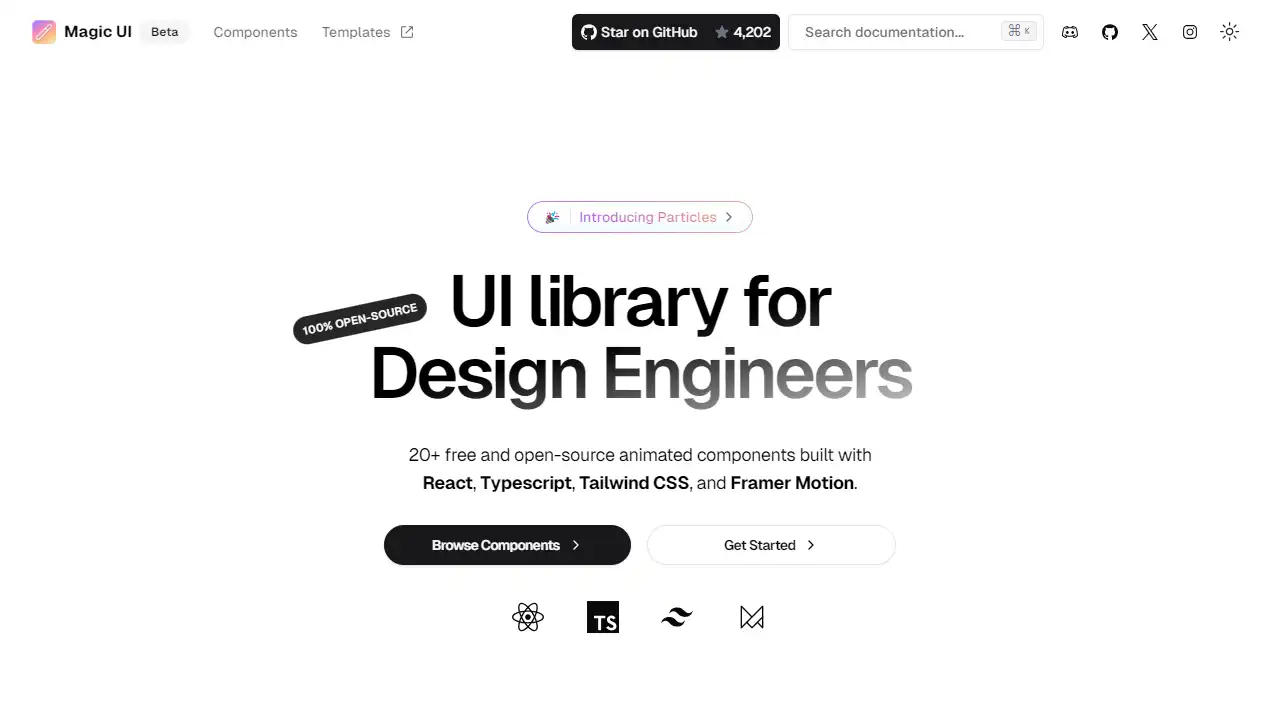 Magic UI Beta Components Templates Star on GitHub 4,202 Search documentation... ⌘ K
Introducing Particles
100% OPEN-SOURCE
UI library for
Design Engineers
20+ free and open-source animated components built with
React, Typescript, Tailwind CSS, and Framer Motion.
Browse Components Get Started
TS